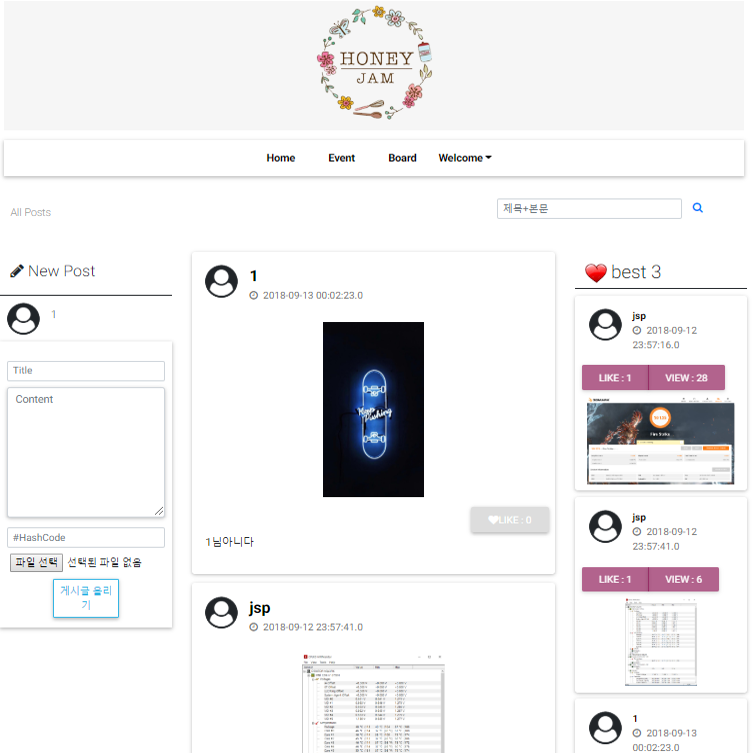 HONEY
JAM
Home Event Board Welcome
All Posts
제목+본문
New Post
1
Title
Content
#HashCode
파일 선택 선택된 파일 없음
게시글 올리
기
1
2018-09-13 00:02:23.0
Keep
Pushing
LIKE : 0
1님아니다
jsp
2018-09-12 23:57:41.0
best 3
jsp
2018-09-12
23:57:16.0
LIKE : 1 VIEW : 28
jsp
2018-09-12
23:57:41.0
LIKE : 1 VIEW : 6
1
2018-09-13
00:02:23.0